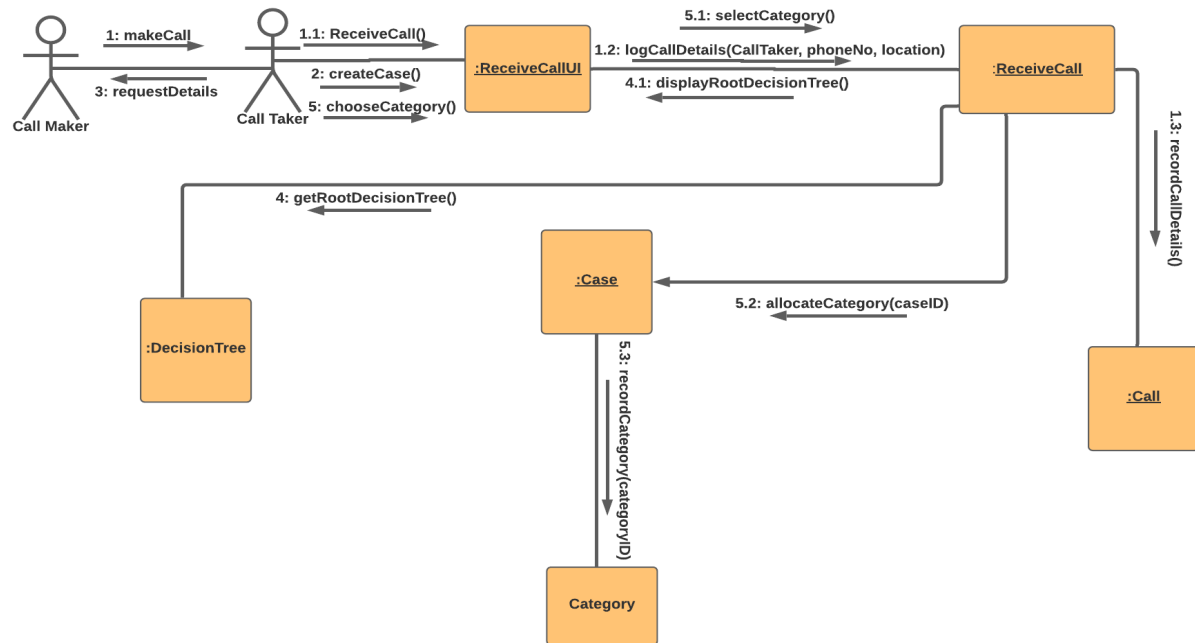 5.1: selectCategory()
1: makeCall
1.1: ReceiveCall()
1.2: logCallDetails(CallTaker, phoneNo, location)
:ReceiveCallUI
:ReceiveCall
2: createCase()
3: requestDetails
4.1: displayRootDecisionTree()
5: chooseCategory()
Call Maker
Call Taker
1.3: recordCallDetails()
4: getRootDecisionTree()
:Case
5.2: allocateCategory(caseID)
:DecisionTree
:Call
5.3: recordCategory(categoryID)
Category